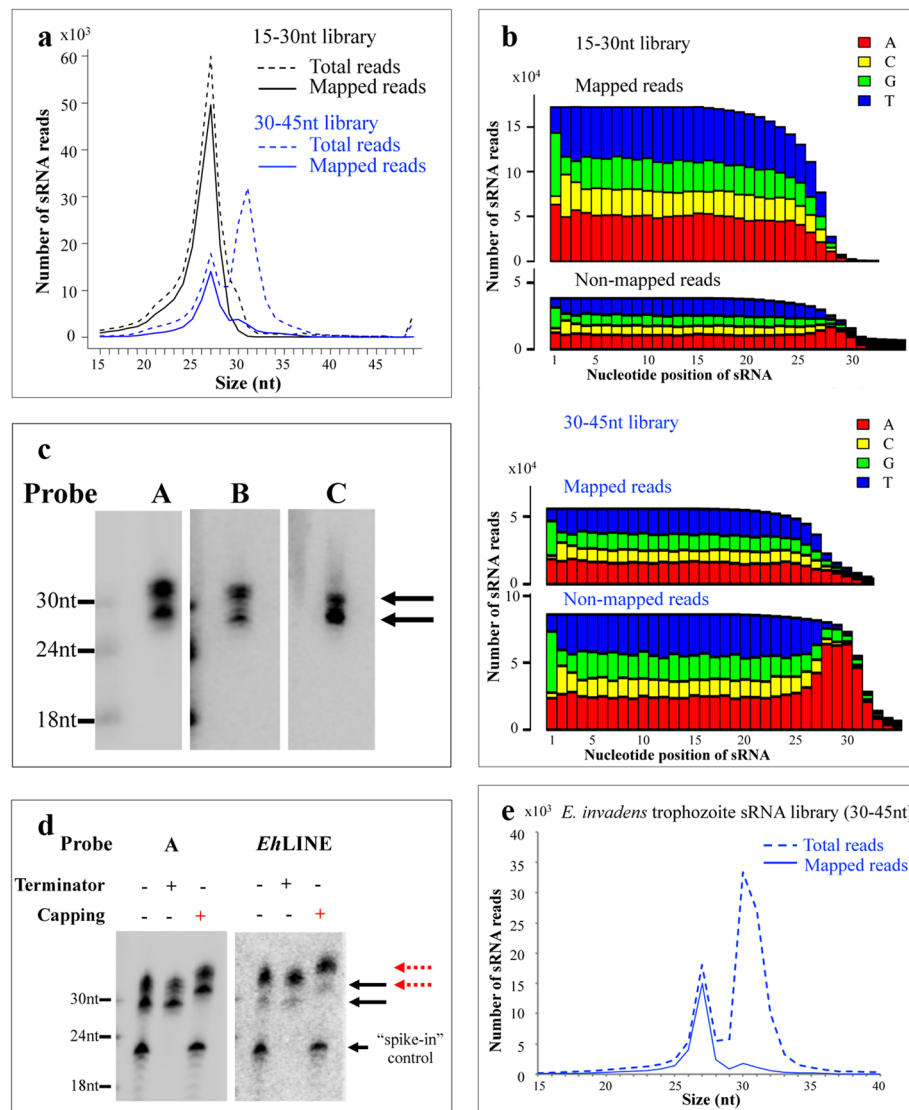 a
x10³
15-30nt library
Total reads
Mapped reads
30-45nt library
Total reads
Mapped reads
Number of sRNA reads
60
50
40
30
20
10
0
15 20 25 30 35 40 45
Size (nt)
b
15-30nt library
A
C
G
T
x10⁴
Mapped reads
15
10
5
0
Number of sRNA reads
Non-mapped reads
5
0
1 5 10 15 20 25 30
Nucleotide position of sRNA
30-45nt library
A
C
G
T
x10⁴
Mapped reads
5
0
Number of sRNA reads
Non-mapped reads
10
5
0
1 5 10 15 20 25 30
Nucleotide position of sRNA
c
Probe A B C
30nt
24nt
18nt
d
Probe A EhLINE
Terminator - + - - + -
Capping - - + - - +
30nt
24nt
18nt
"spike-in"
control
e
x10³ E. invadens trophozoite sRNA library (30-45nt)
Total reads
Mapped reads
Number of sRNA reads
40
35
30
25
20
15
10
5
0
15 20 25 30 35 40
Size (nt)